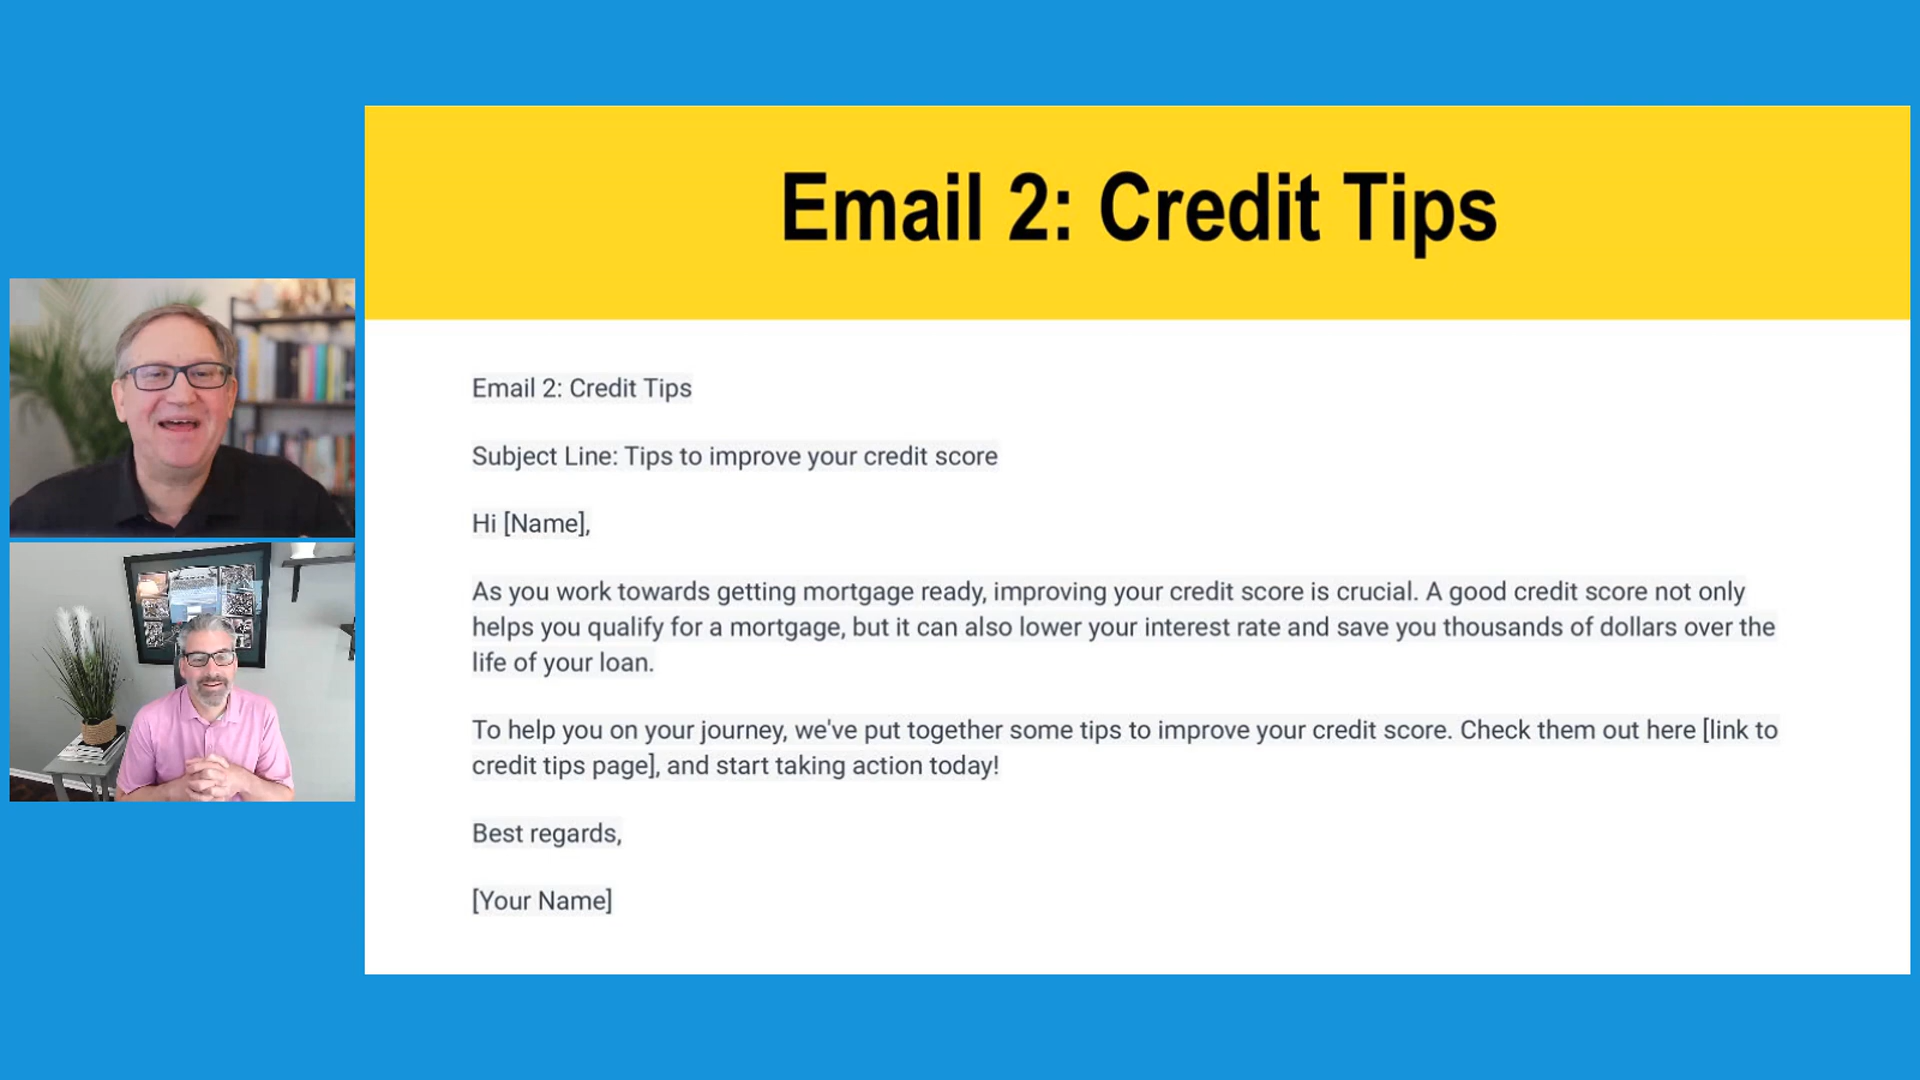 Email 2: Credit Tips
Email 2: Credit Tips
Subject Line: Tips to improve your credit score
Hi [Name],
As you work towards getting mortgage ready, improving your credit score is crucial. A good credit score not only
helps you qualify for a mortgage, but it can also lower your interest rate and save you thousands of dollars over the
life of your loan.
To help you on your journey, we've put together some tips to improve your credit score. Check them out here [link to
credit tips page], and start taking action today!
Best regards,
[Your Name]